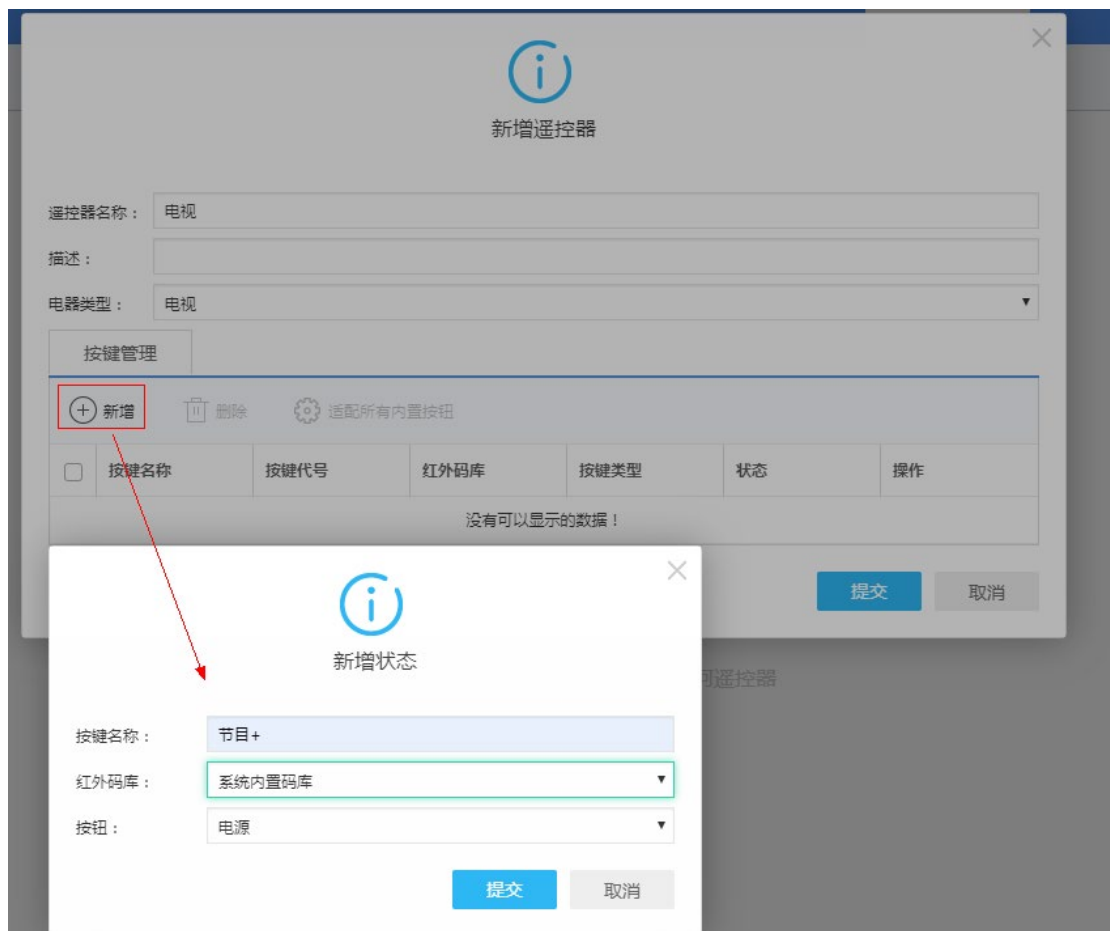 新增遥控器
遥控器名称： 电视
描述：
电器类型： 电视
按键管理
新增 删除 适配所有内置按钮
按键名称 按键代号 红外码库 按键类型 状态 操作
没有可以显示的数据！
提交 取消
新增状态
遥控器
按键名称： 节目+
红外码库： 系统内置码库
按钮： 电源
提交 取消